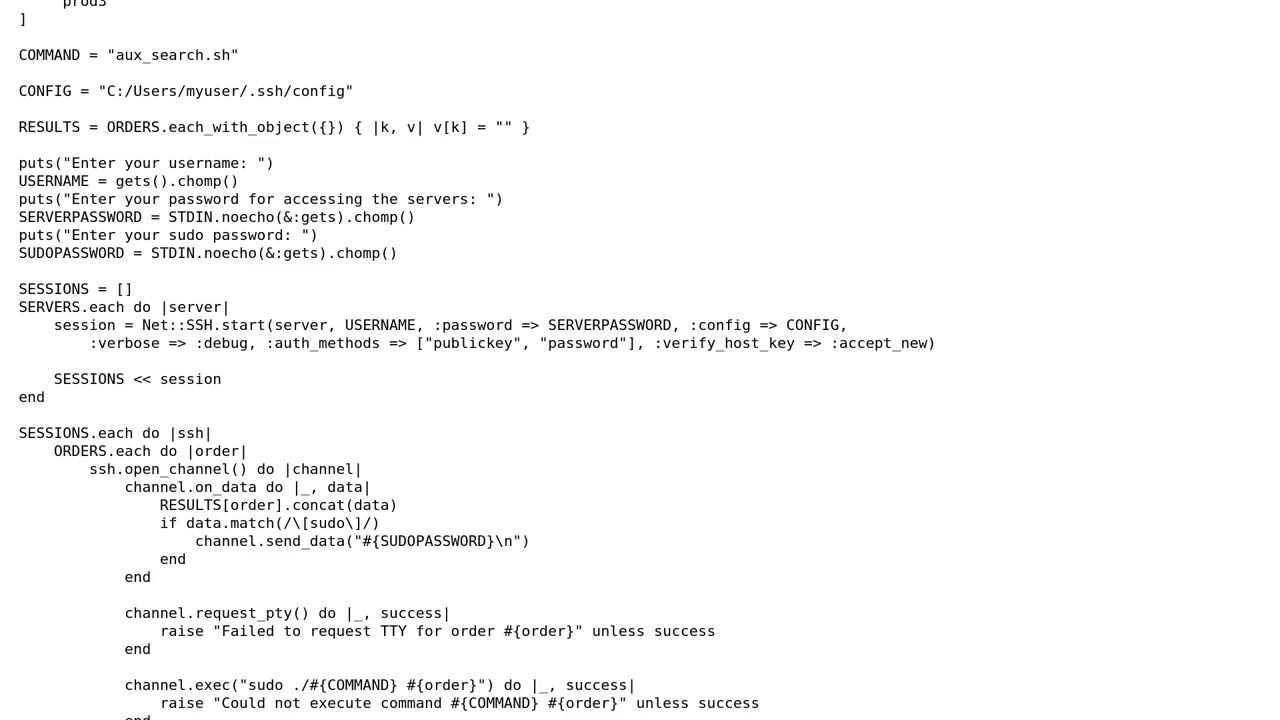 prod3
]
COMMAND = "aux_search.sh"
CONFIG = "C:/Users/myuser/.ssh/config"
RESULTS = ORDERS.each_with_object({}) { |k, v| v[k] = "" }
puts("Enter your username: ")
USERNAME = gets().chomp()
puts("Enter your password for accessing the servers: ")
SERVERPASSWORD = STDIN.noecho(&:gets).chomp()
puts("Enter your sudo password: ")
SUDOPASSWORD = STDIN.noecho(&:gets).chomp()
SESSIONS = []
SERVERS.each do |server|
    session = Net::SSH.start(server, USERNAME, :password => SERVERPASSWORD, :config => CONFIG,
        :verbose => :debug, :auth_methods => ["publickey", "password"], :verify_host_key => :accept_new)
    SESSIONS << session
end
SESSIONS.each do |ssh|
    ORDERS.each do |order|
        ssh.open_channel() do |channel|
            channel.on_data do |_, data|
                RESULTS[order].concat(data)
                if data.match(/\[sudo\]/)
                    channel.send_data("#{SUDOPASSWORD}\n")
                end
            end
            channel.request_pty() do |_, success|
                raise "Failed to request TTY for order #{order}" unless success
            end
            channel.exec("sudo ./#{COMMAND} #{order}") do |_, success|
                raise "Could not execute command #{COMMAND} #{order}" unless success
            end